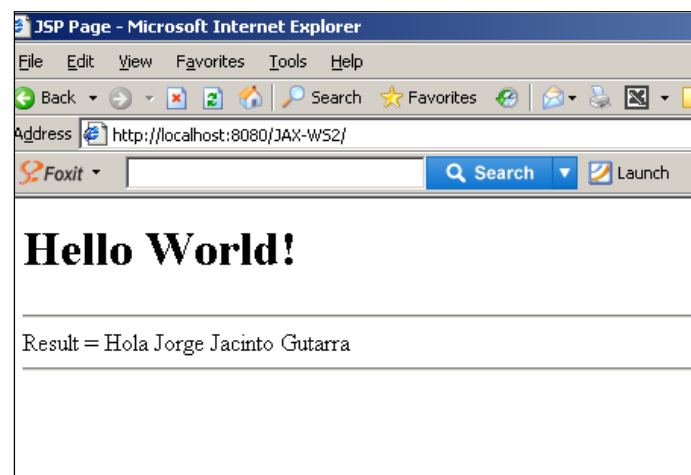 JSP Page - Microsoft Internet Explorer
File Edit View Favorites Tools Help
Back Search Favorites
Address http://localhost:8080/JAX-WS2/
Foxit Search Launch
Hello World!
Result = Hola Jorge Jacinto Gutarra